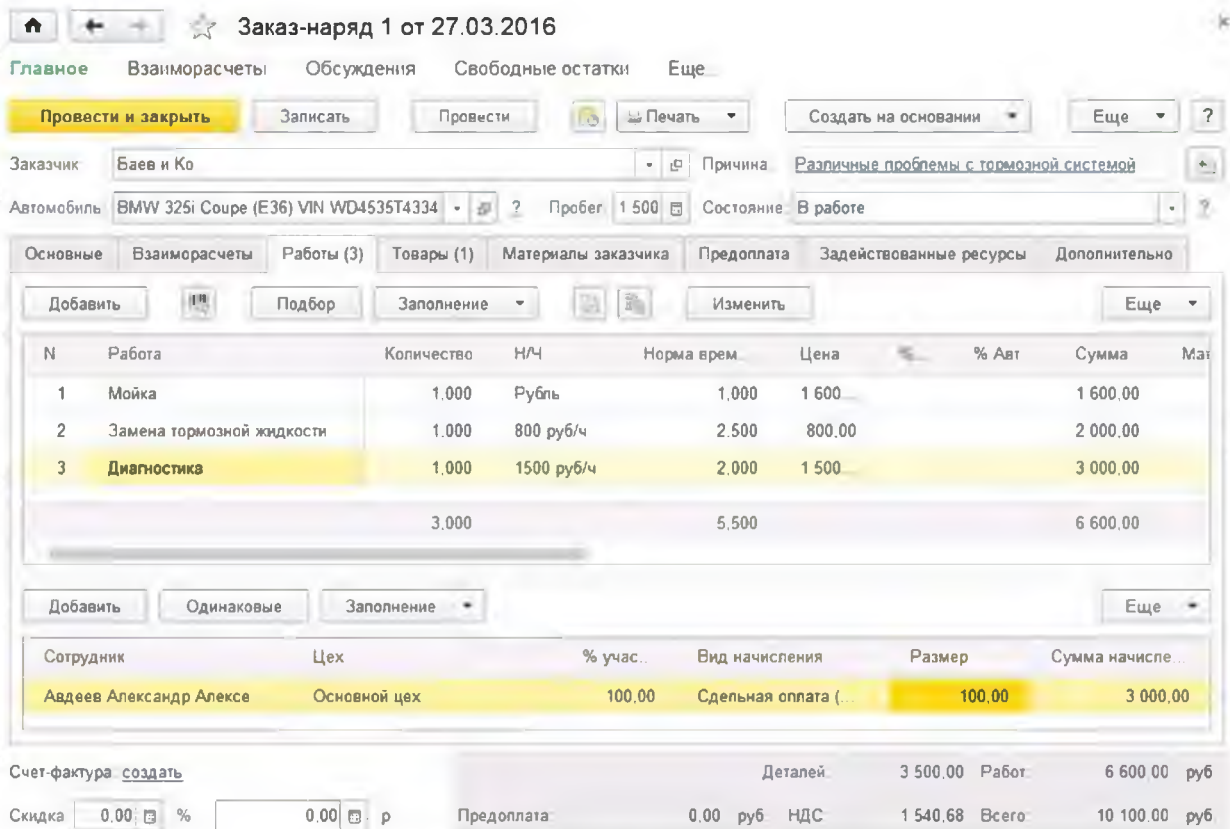 Заказ-наряд 1 от 27.03.2016
Главное Взаиморасчеты Обсуждения Свободные остатки Еще...
Провести и закрыть Записать Провести Печать Создать на основании Еще ?
Заказчик: Баев и Ко Причина: Различные проблемы с тормозной системой
Автомобиль: BMW 325i Coupe (E36) VIN WD4535T4334 ? Пробег: 1 500 Состояние: В работе ?
Основные Взаиморасчеты Работы (3) Товары (1) Материалы заказчика Предоплата Задействованные ресурсы Дополнительно
Добавить Подбор Заполнение Изменить Еще
N Работа Количество Н/Ч Норма врем... Цена %... % Авт Сумма Мат
1 Мойка 1,000 Рубль 1,000 1 600... 1 600,00
2 Замена тормозной жидкости 1,000 800 руб/ч 2,500 800,00 2 000,00
3 Диагностика 1,000 1500 руб/ч 2,000 1 500... 3 000,00
3,000 5,500 6 600,00
Добавить Одинаковые Заполнение Еще
Сотрудник Цех % учас... Вид начисления Размер Сумма начисле...
Авдеев Александр Алексе Основной цех 100,00 Сдельная оплата (... 100,00 3 000,00
Счет-фактура: создать Деталей: 3 500,00 Работ: 6 600,00 руб.
Скидка: 0,00 % 0,00 р. Предоплата: 0,00 руб. НДС: 1 540,68 Всего: 10 100,00 руб.